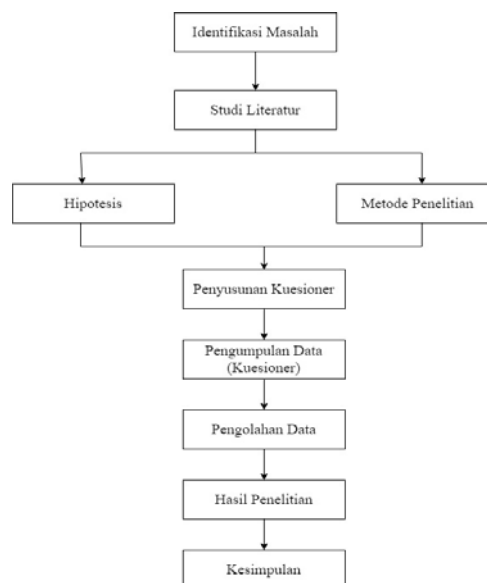 Identifikasi Masalah
Studi Literatur
Hipotesis
Metode Penelitian
Penyusunan Kuesioner
Pengumpulan Data
(Kuesioner)
Pengolahan Data
Hasil Penelitian
Kesimpulan